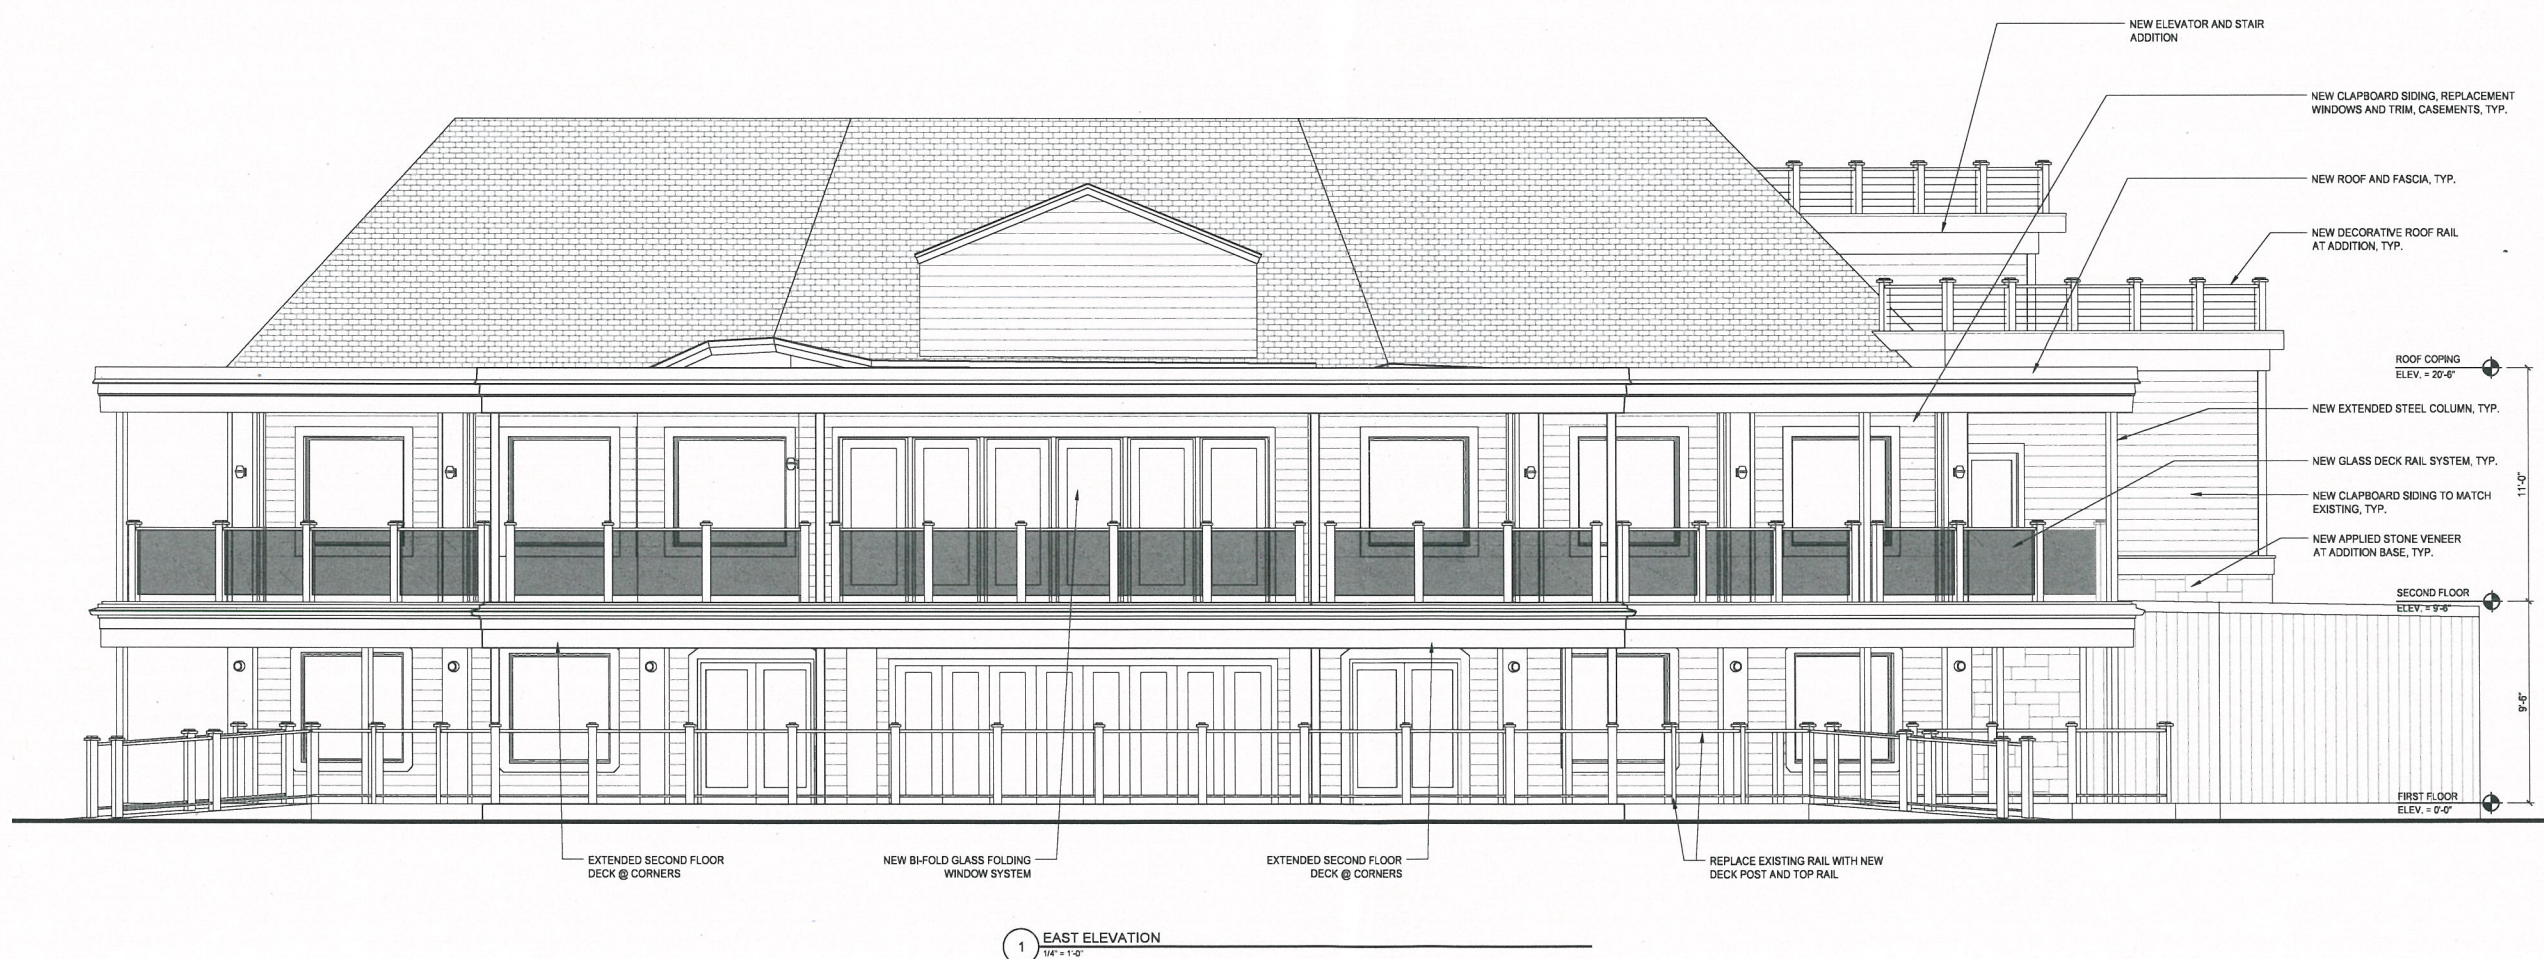 NEW ELEVATOR AND STAIR
ADDITION
NEW CLAPBOARD SIDING, REPLACEMENT
WINDOWS AND TRIM, CASEMENTS, TYP.
NEW ROOF AND FASCIA, TYP.
NEW DECORATIVE ROOF RAIL
AT ADDITION, TYP.
ROOF COPING
ELEV. = 20'-6"
NEW EXTENDED STEEL COLUMN, TYP.
NEW GLASS DECK RAIL SYSTEM, TYP.
11'-0"
NEW CLAPBOARD SIDING TO MATCH
EXISTING, TYP.
NEW APPLIED STONE VENEER
AT ADDITION BASE, TYP.
SECOND FLOOR
ELEV. = 9'-6"
9'-6"
FIRST FLOOR
ELEV. = 0'-0"
EXTENDED SECOND FLOOR
DECK @ CORNERS
NEW BI-FOLD GLASS FOLDING
WINDOW SYSTEM
EXTENDED SECOND FLOOR
DECK @ CORNERS
REPLACE EXISTING RAIL WITH NEW
DECK POST AND TOP RAIL
1 EAST ELEVATION
1/4" = 1'-0"